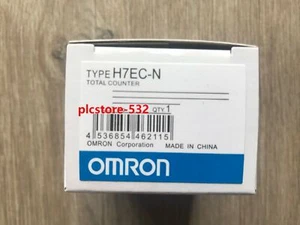 TYPE H7EC-N
TOTAL COUNTER
plcstore-532
QTY. 1
4 536854 462115
OMRON Corporation MADE IN CHINA
OMRON